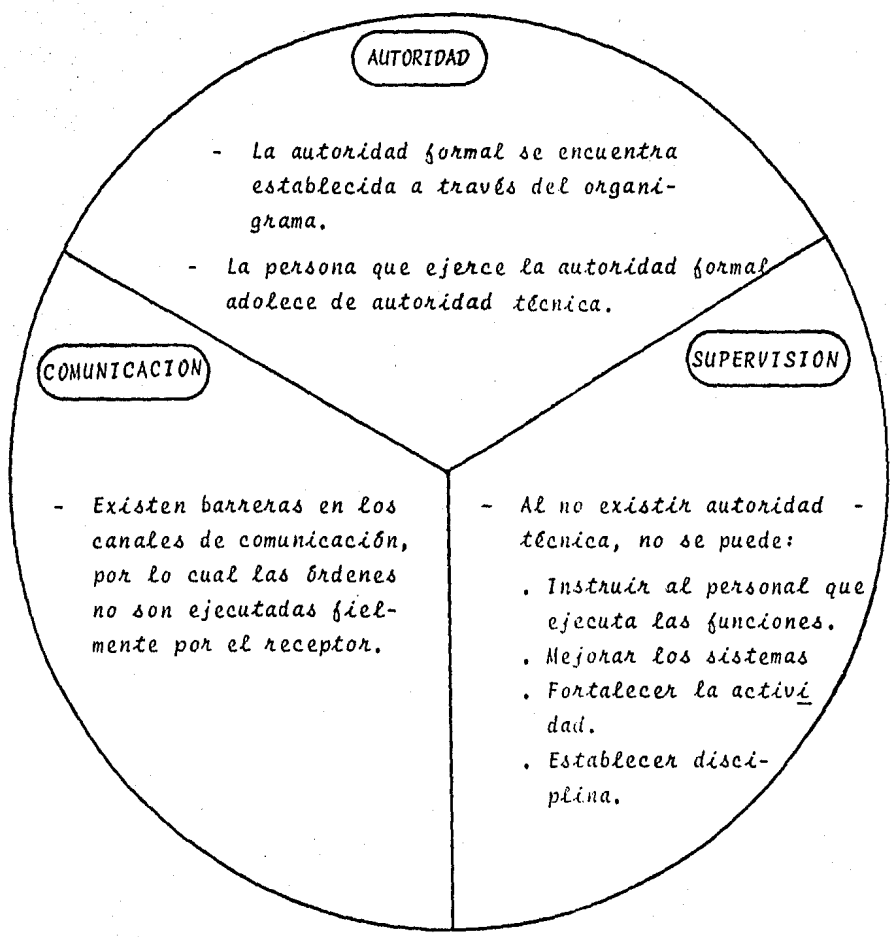 AUTORIDAD
- La autoridad formal se encuentra
establecida a través del organi-
grama.
- La persona que ejerce la autoridad formal
adolece de autoridad técnica.
COMUNICACION
- Existen barreras en los
canales de comunicación,
por lo cual las órdenes
no son ejecutadas fiel-
mente por el receptor.
SUPERVISION
- Al no existir autoridad -
técnica, no se puede:
. Instruir al personal que
ejecuta las funciones.
. Mejorar los sistemas
. Fortalecer la activi
dad.
. Establecer disci-
plina.